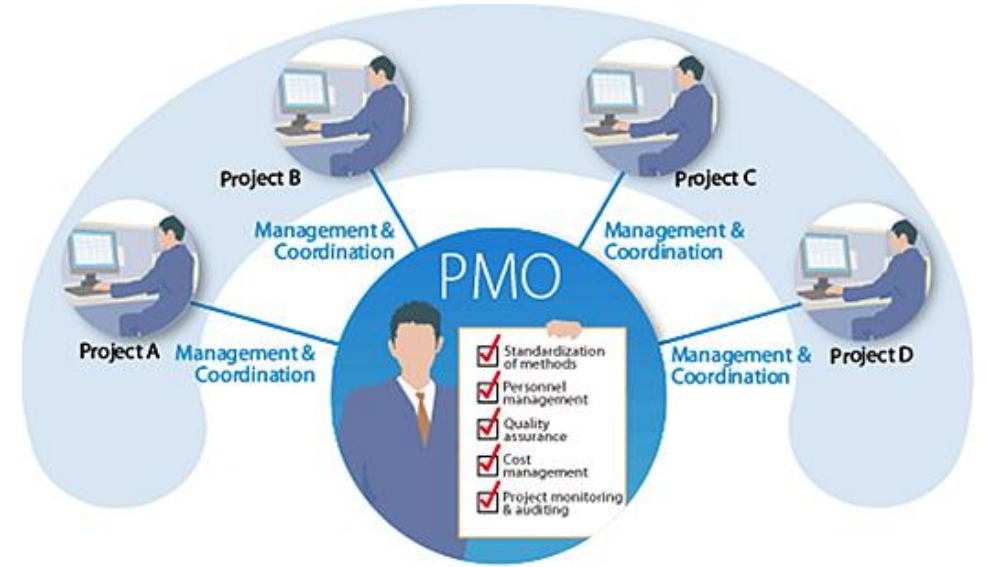 Project B
Project C
Management &
Coordination
Management &
Coordination
PMO
Project A
Management &
Coordination
Management &
Coordination
Project D
Standardization
of methods
Personnel
management
Quality
assurance
Cost
management
Project monitoring
& auditing